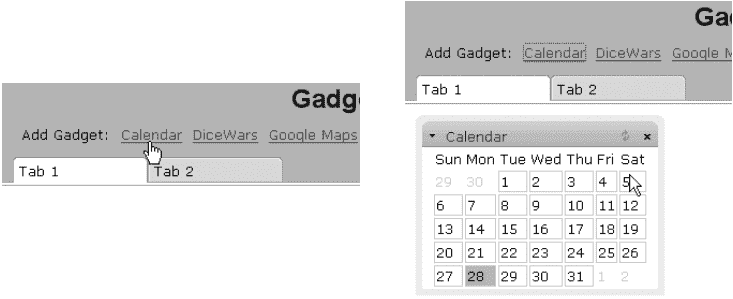 Gadg
Add Gadget: Calendar DiceWars Google Maps
Tab 1 Tab 2
Ga
Add Gadget: Calendar DiceWars Google M
Tab 1 Tab 2
Calendar
Sun Mon Tue Wed Thu Fri Sat
29 30 1 2 3 4 5
6 7 8 9 10 11 12
13 14 15 16 17 18 19
20 21 22 23 24 25 26
27 28 29 30 31 1 2